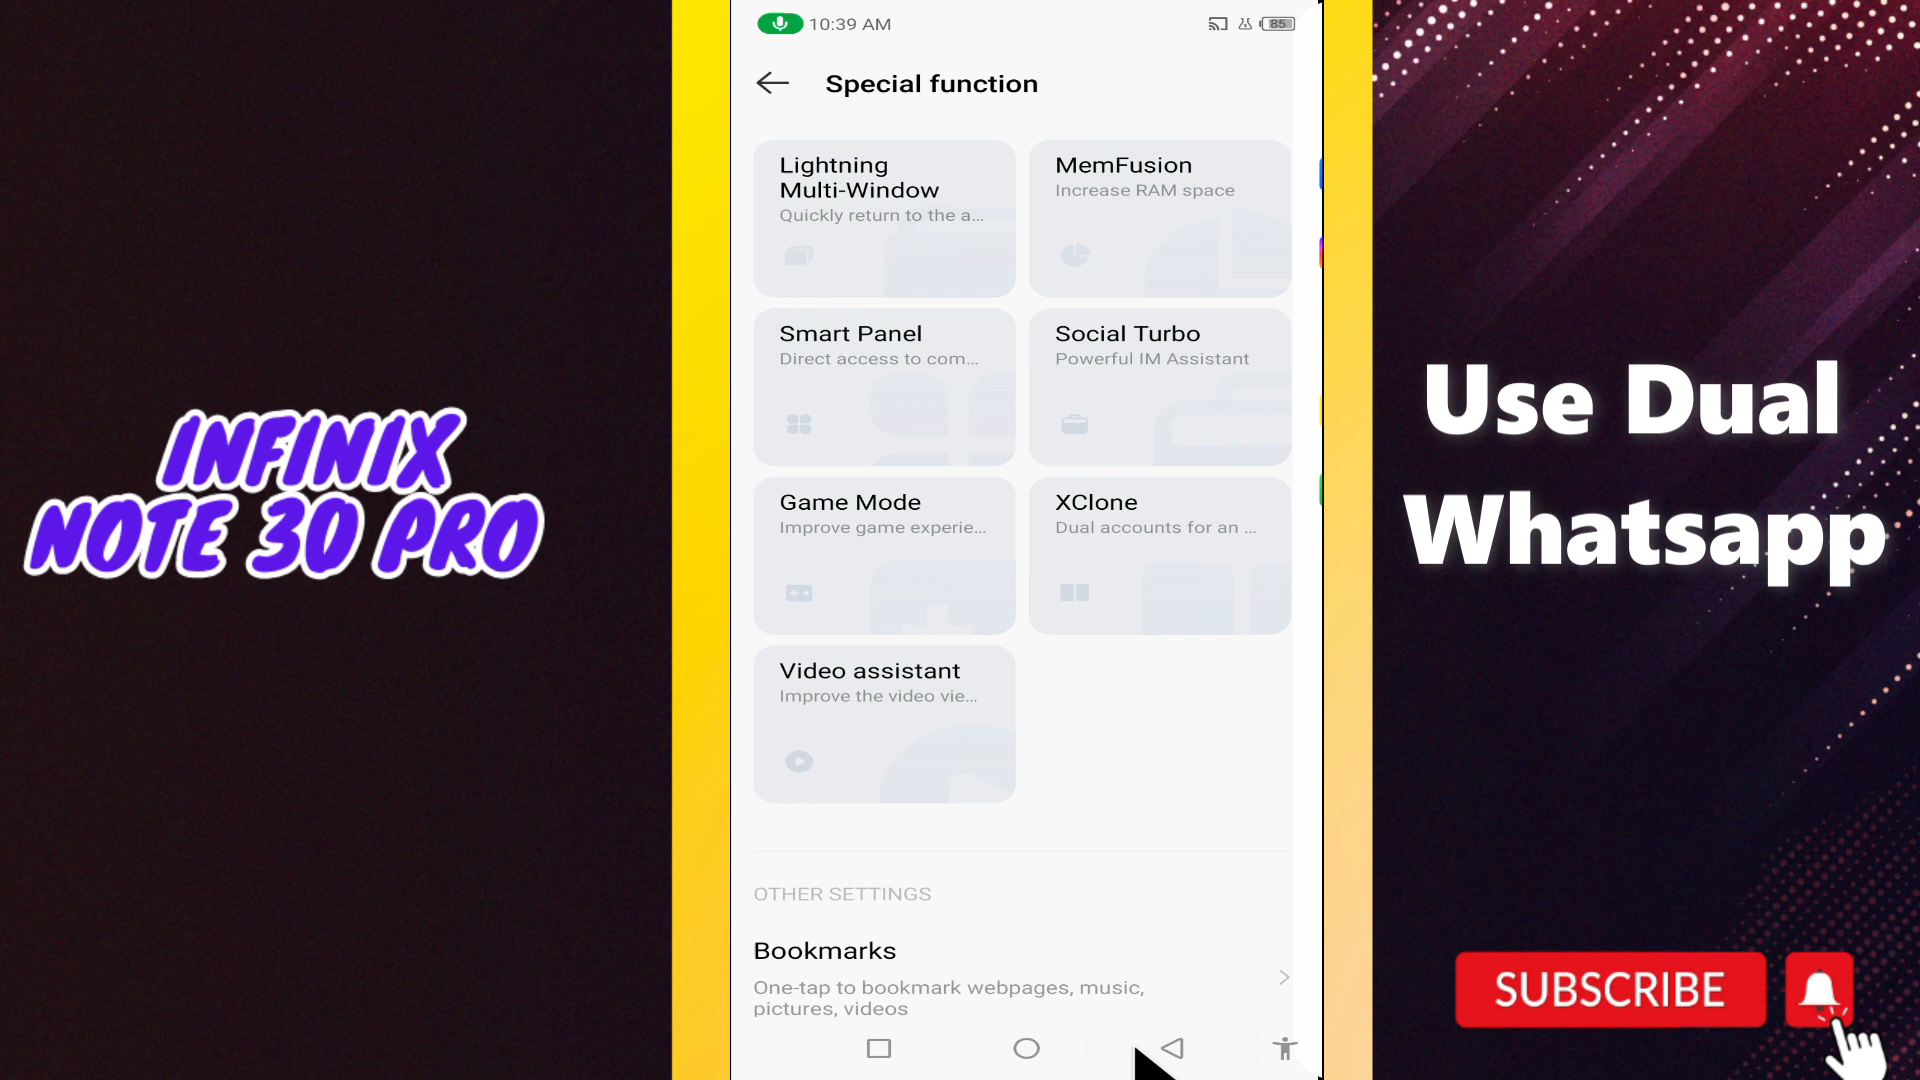 10:39 AM
85
Special function
Lightning
Multi-Window
Quickly return to the a...
MemFusion
Increase RAM space
Smart Panel
Direct access to com...
Social Turbo
Powerful IM Assistant
Game Mode
Improve game experie...
XClone
Dual accounts for an ...
Video assistant
Improve the video vie...
OTHER SETTINGS
Bookmarks
One-tap to bookmark webpages, music,
pictures, videos
INFINIX
NOTE 30 PRO
Use Dual
Whatsapp
SUBSCRIBE